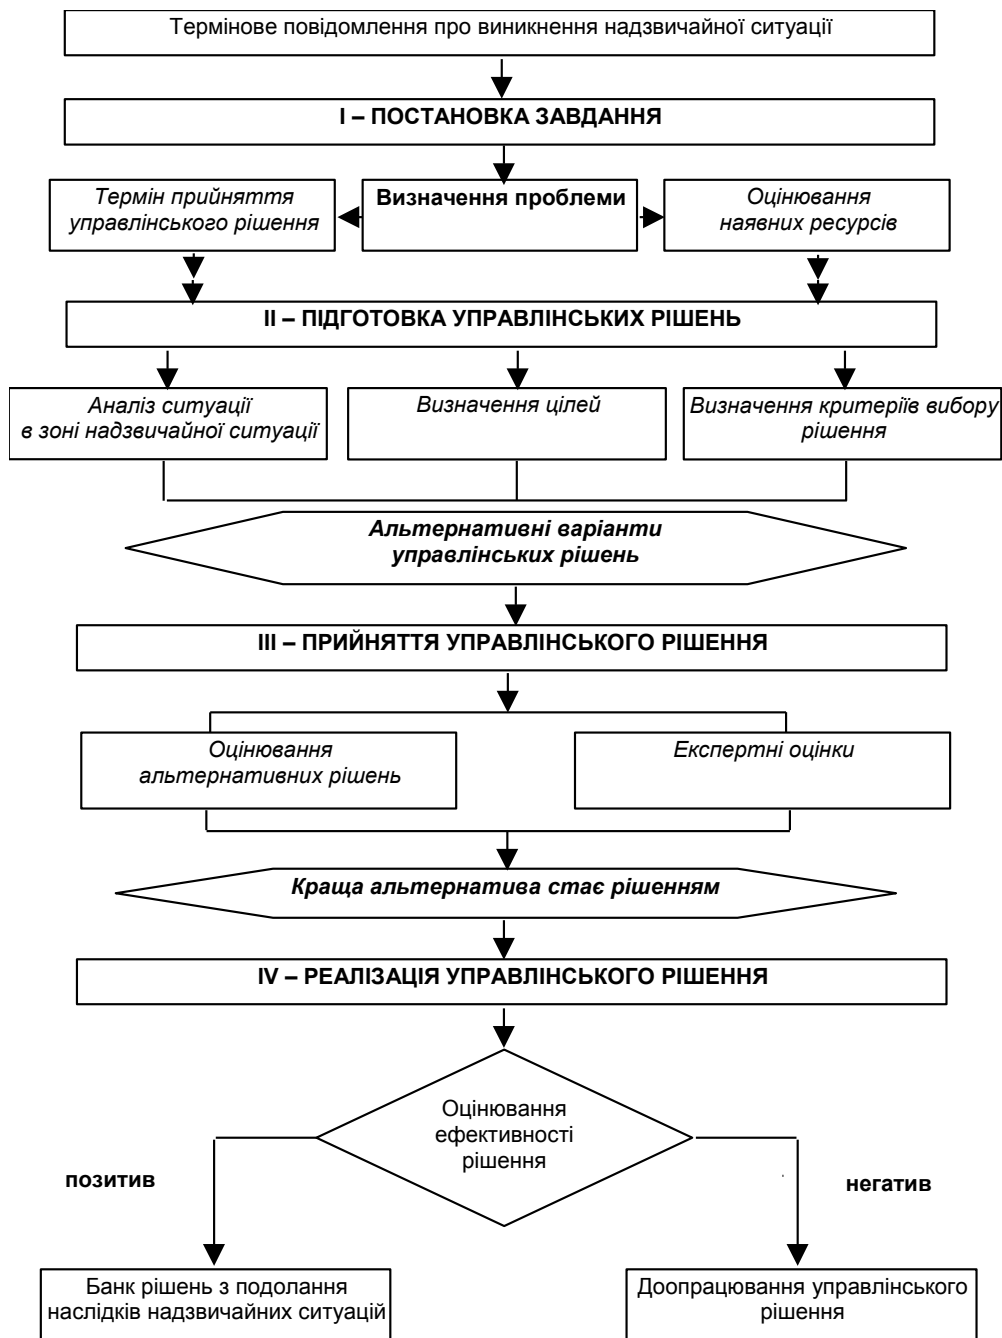 Термінове повідомлення про виникнення надзвичайної ситуації
I – ПОСТАНОВКА ЗАВДАННЯ
Термін прийняття
управлінського рішення
Визначення проблеми
Оцінювання
наявних ресурсів
II – ПІДГОТОВКА УПРАВЛІНСЬКИХ РІШЕНЬ
Аналіз ситуації
в зоні надзвичайної ситуації
Визначення цілей
Визначення критеріїв вибору
рішення
Альтернативні варіанти
управлінських рішень
III – ПРИЙНЯТТЯ УПРАВЛІНСЬКОГО РІШЕННЯ
Оцінювання
альтернативних рішень
Експертні оцінки
Краща альтернатива стає рішенням
IV – РЕАЛІЗАЦІЯ УПРАВЛІНСЬКОГО РІШЕННЯ
Оцінювання
ефективності
рішення
позитив
негатив
Банк рішень з подолання
наслідків надзвичайних ситуацій
Доопрацювання управлінського
рішення